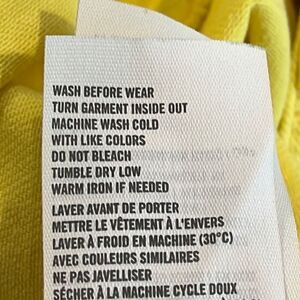 WASH BEFORE WEAR
TURN GARMENT INSIDE OUT
MACHINE WASH COLD
WITH LIKE COLORS
DO NOT BLEACH
TUMBLE DRY LOW
WARM IRON IF NEEDED
LAVER AVANT DE PORTER
METTRE LE VÊTEMENT À L'ENVERS
LAVER À FROID EN MACHINE (30°C)
AVEC COULEURS SIMILAIRES
NE PAS JAVELLISER
SÉCHER À LA MACHINE CYCLE DOUX